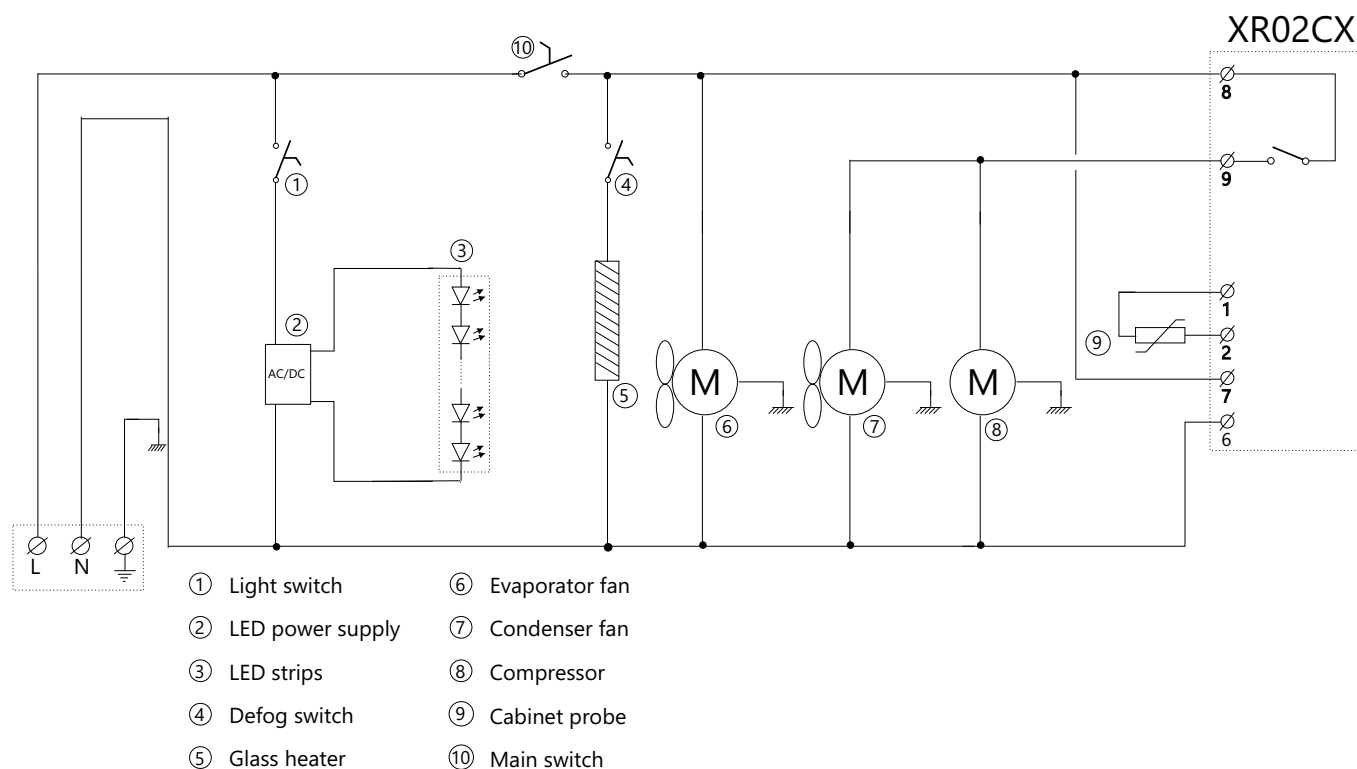 XR02CX
⑩
8
①
④
9
③
1
②
⑨
2
AC/DC
M
M
M
7
⑤
⑥
⑦
⑧
6
L
N
① Light switch
⑥ Evaporator fan
② LED power supply
⑦ Condenser fan
③ LED strips
⑧ Compressor
④ Defog switch
⑨ Cabinet probe
⑤ Glass heater
⑩ Main switch